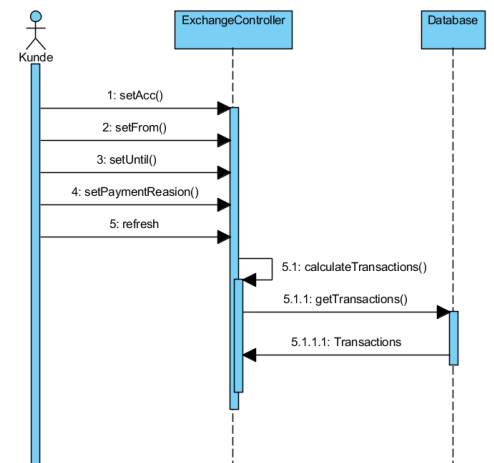 ExchangeController
Database
Kunde
1: setAcc()
2: setFrom()
3: setUntil()
4: setPaymentReasion()
5: refresh
5.1: calculateTransactions()
5.1.1: getTransactions()
5.1.1.1: Transactions